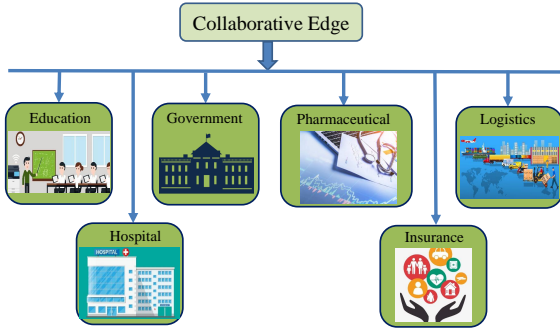 Collaborative Edge
Education
Government
Pharmaceutical
Logistics
Hospital
HOSPITAL
Insurance